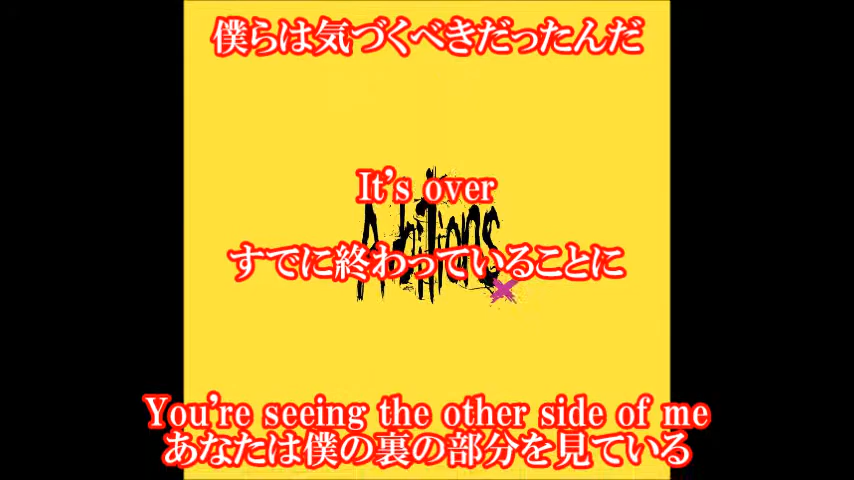 僕らは気づくべきだったんだ
It's over
Ambitions
すでに終わっていることに
You're seeing the other side of me
あなたは僕の裏の部分を見ている